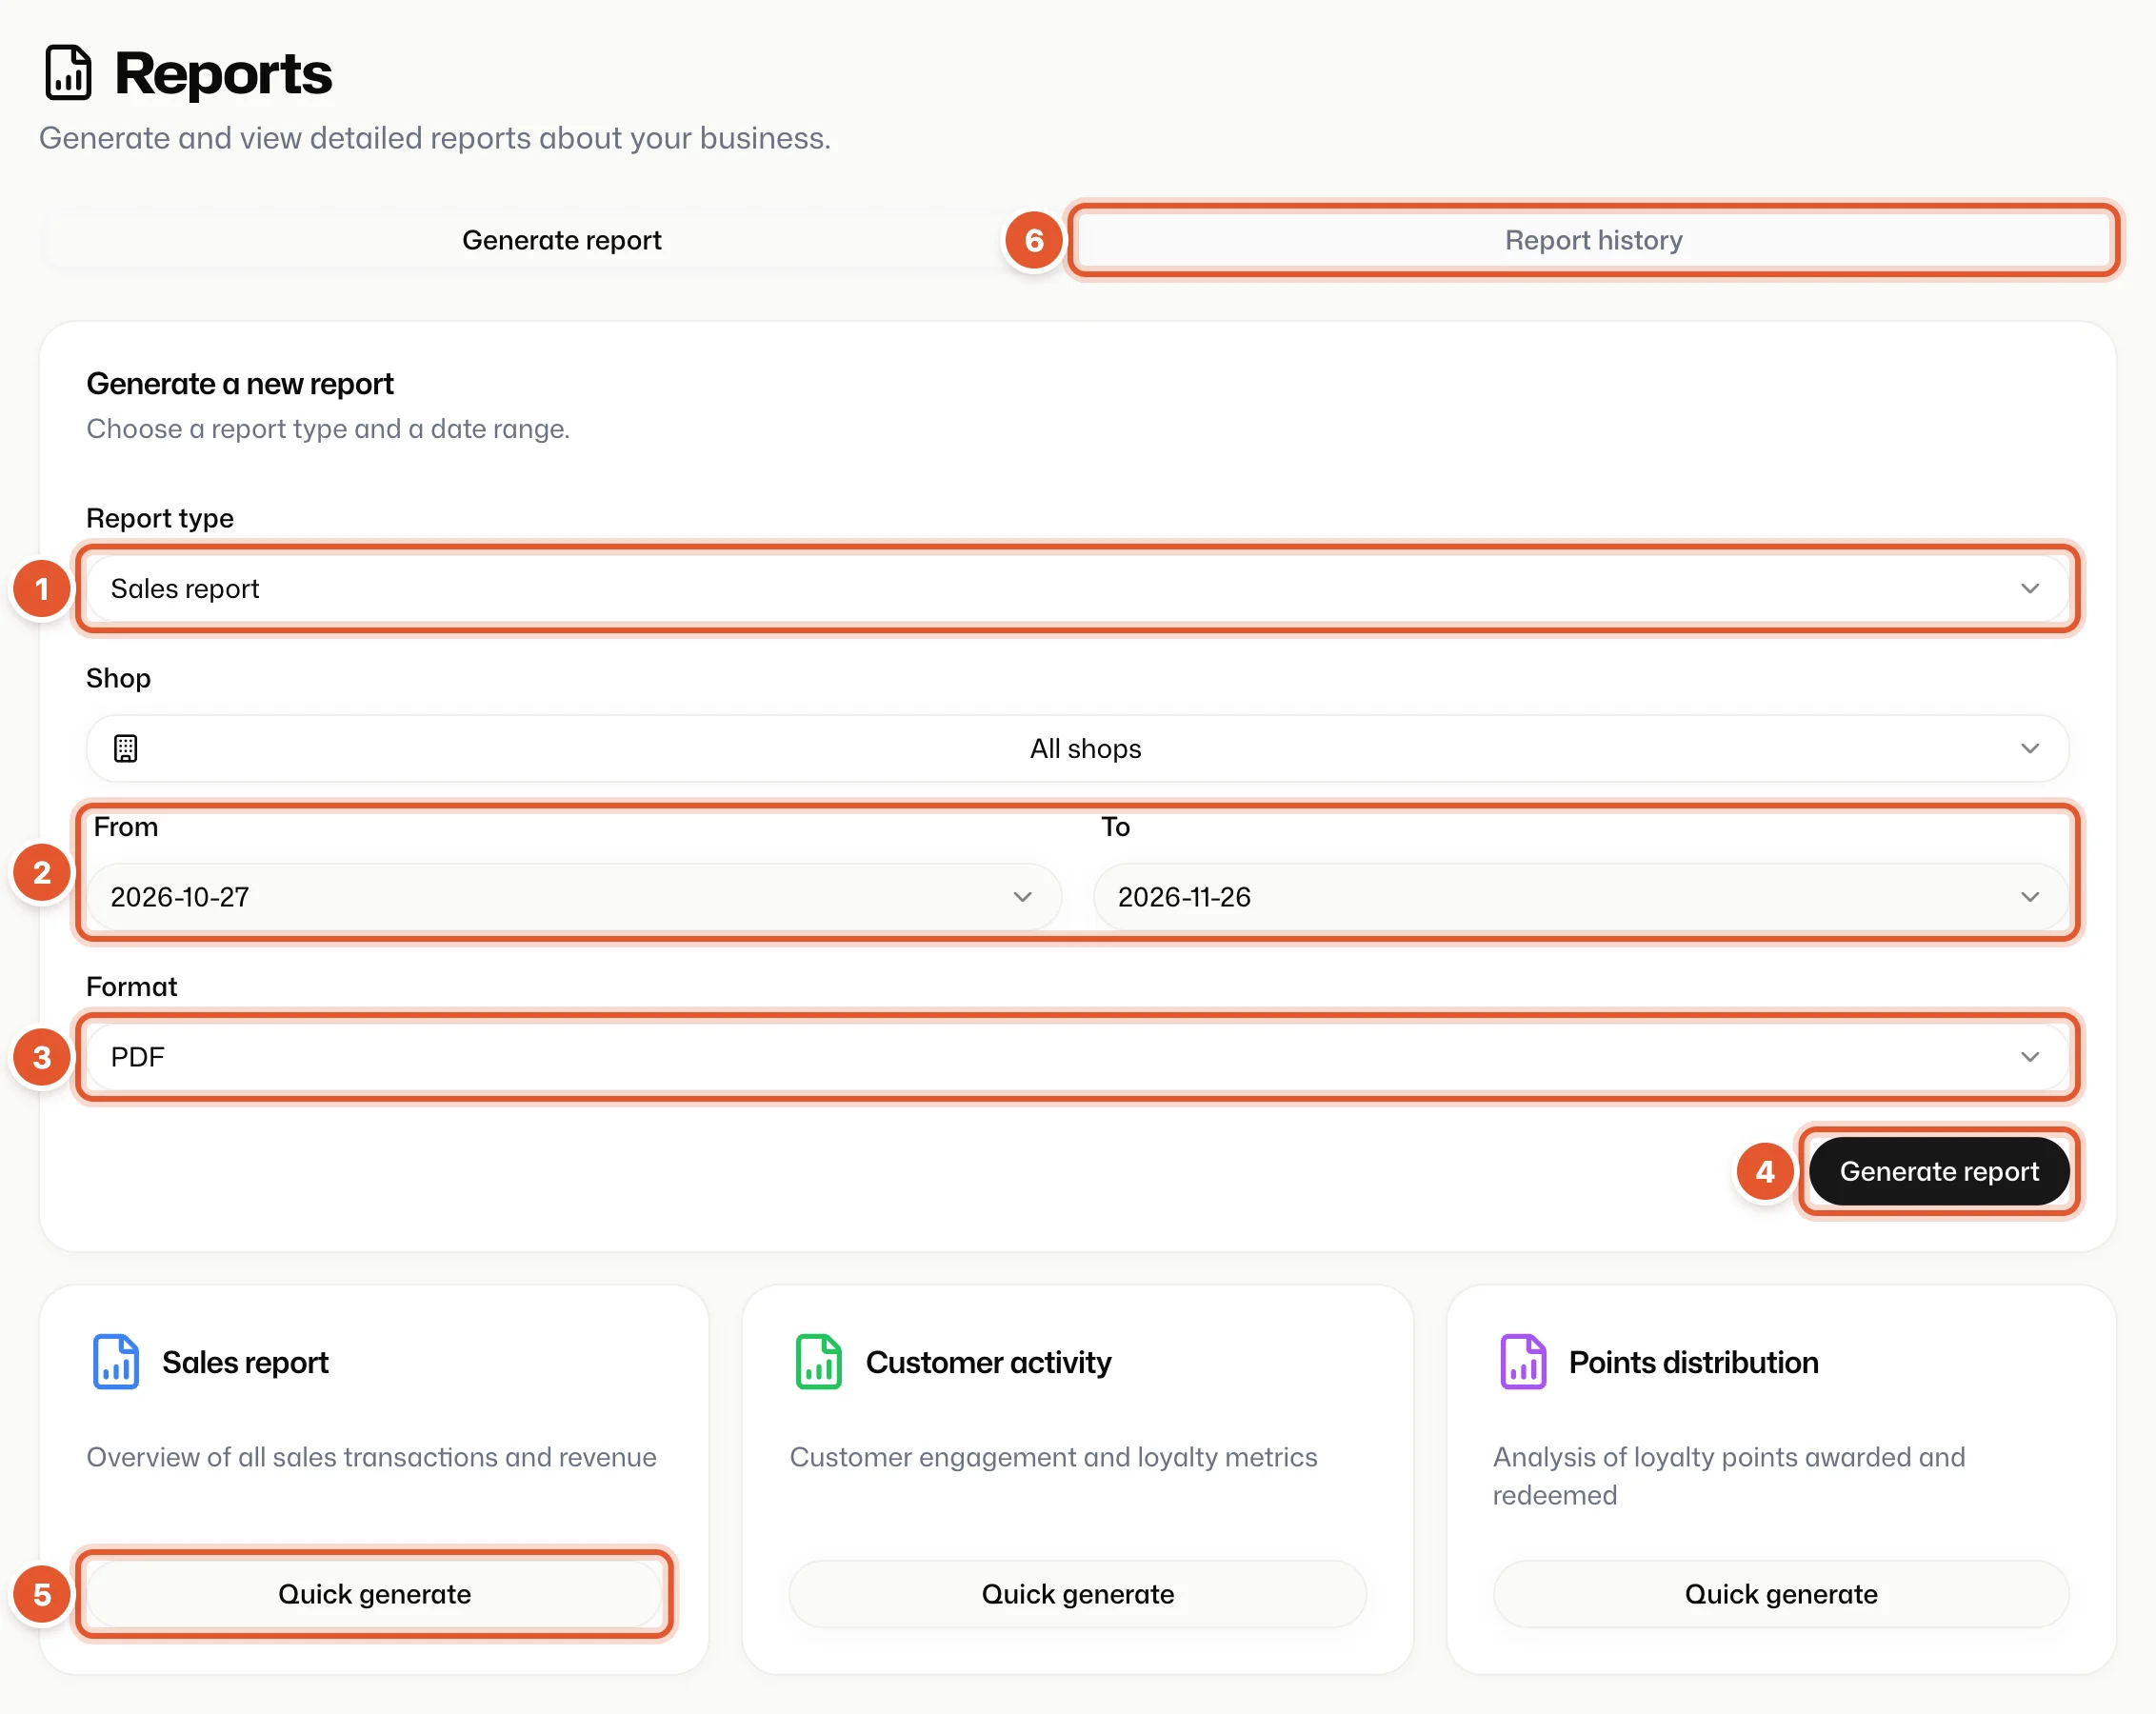 Reports
Generate and view detailed reports about your business.
Generate report
6
Report history
Generate a new report
Choose a report type and a date range.
Report type
1
Sales report
Shop
All shops
From
To
2
2026-10-27
2026-11-26
Format
3
PDF
4
Generate report
Sales report
Overview of all sales transactions and revenue
5
Quick generate
Customer activity
Customer engagement and loyalty metrics
Quick generate
Points distribution
Analysis of loyalty points awarded and
redeemed
Quick generate